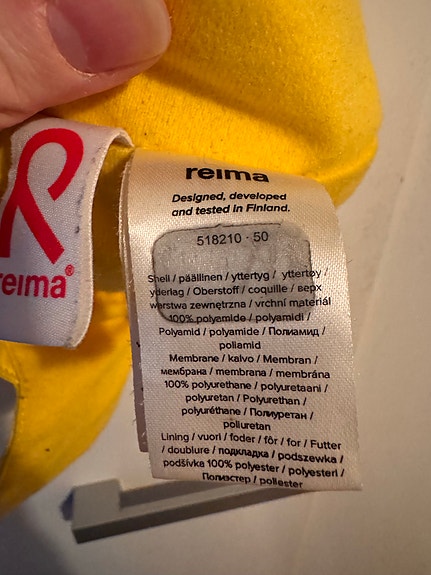 reima®
reima
Designed, developed
and tested in Finland.
518210 - 50
Shell / päällinen / yttertyg / yttertøy /
yderlag / Oberstoff / coquille / верх
warstwa zewnętrzna / vrchní materiál
100% polyamide / polyamidi /
Polyamid / polyamide / Полиамид /
poliamid
Membrane / kalvo / Membran /
мембрана / membrana / membrána
100% polyurethane / polyuretaani /
polyuretan / Polyurethan /
polyuréthane / Полиуретан /
poliuretan
Lining / vuori / foder / fôr / for / Futter
/ doublure / подкладка / podszewka /
podšívke 100% polyester / polyesteri /
Полиэстер / poliester